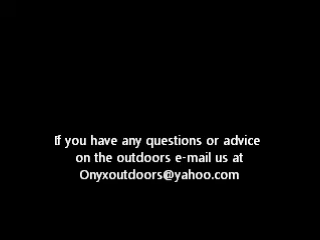 If you have any questions or advice
on the outdoors e-mail us at
Onyxoutdoors@yahoo.com